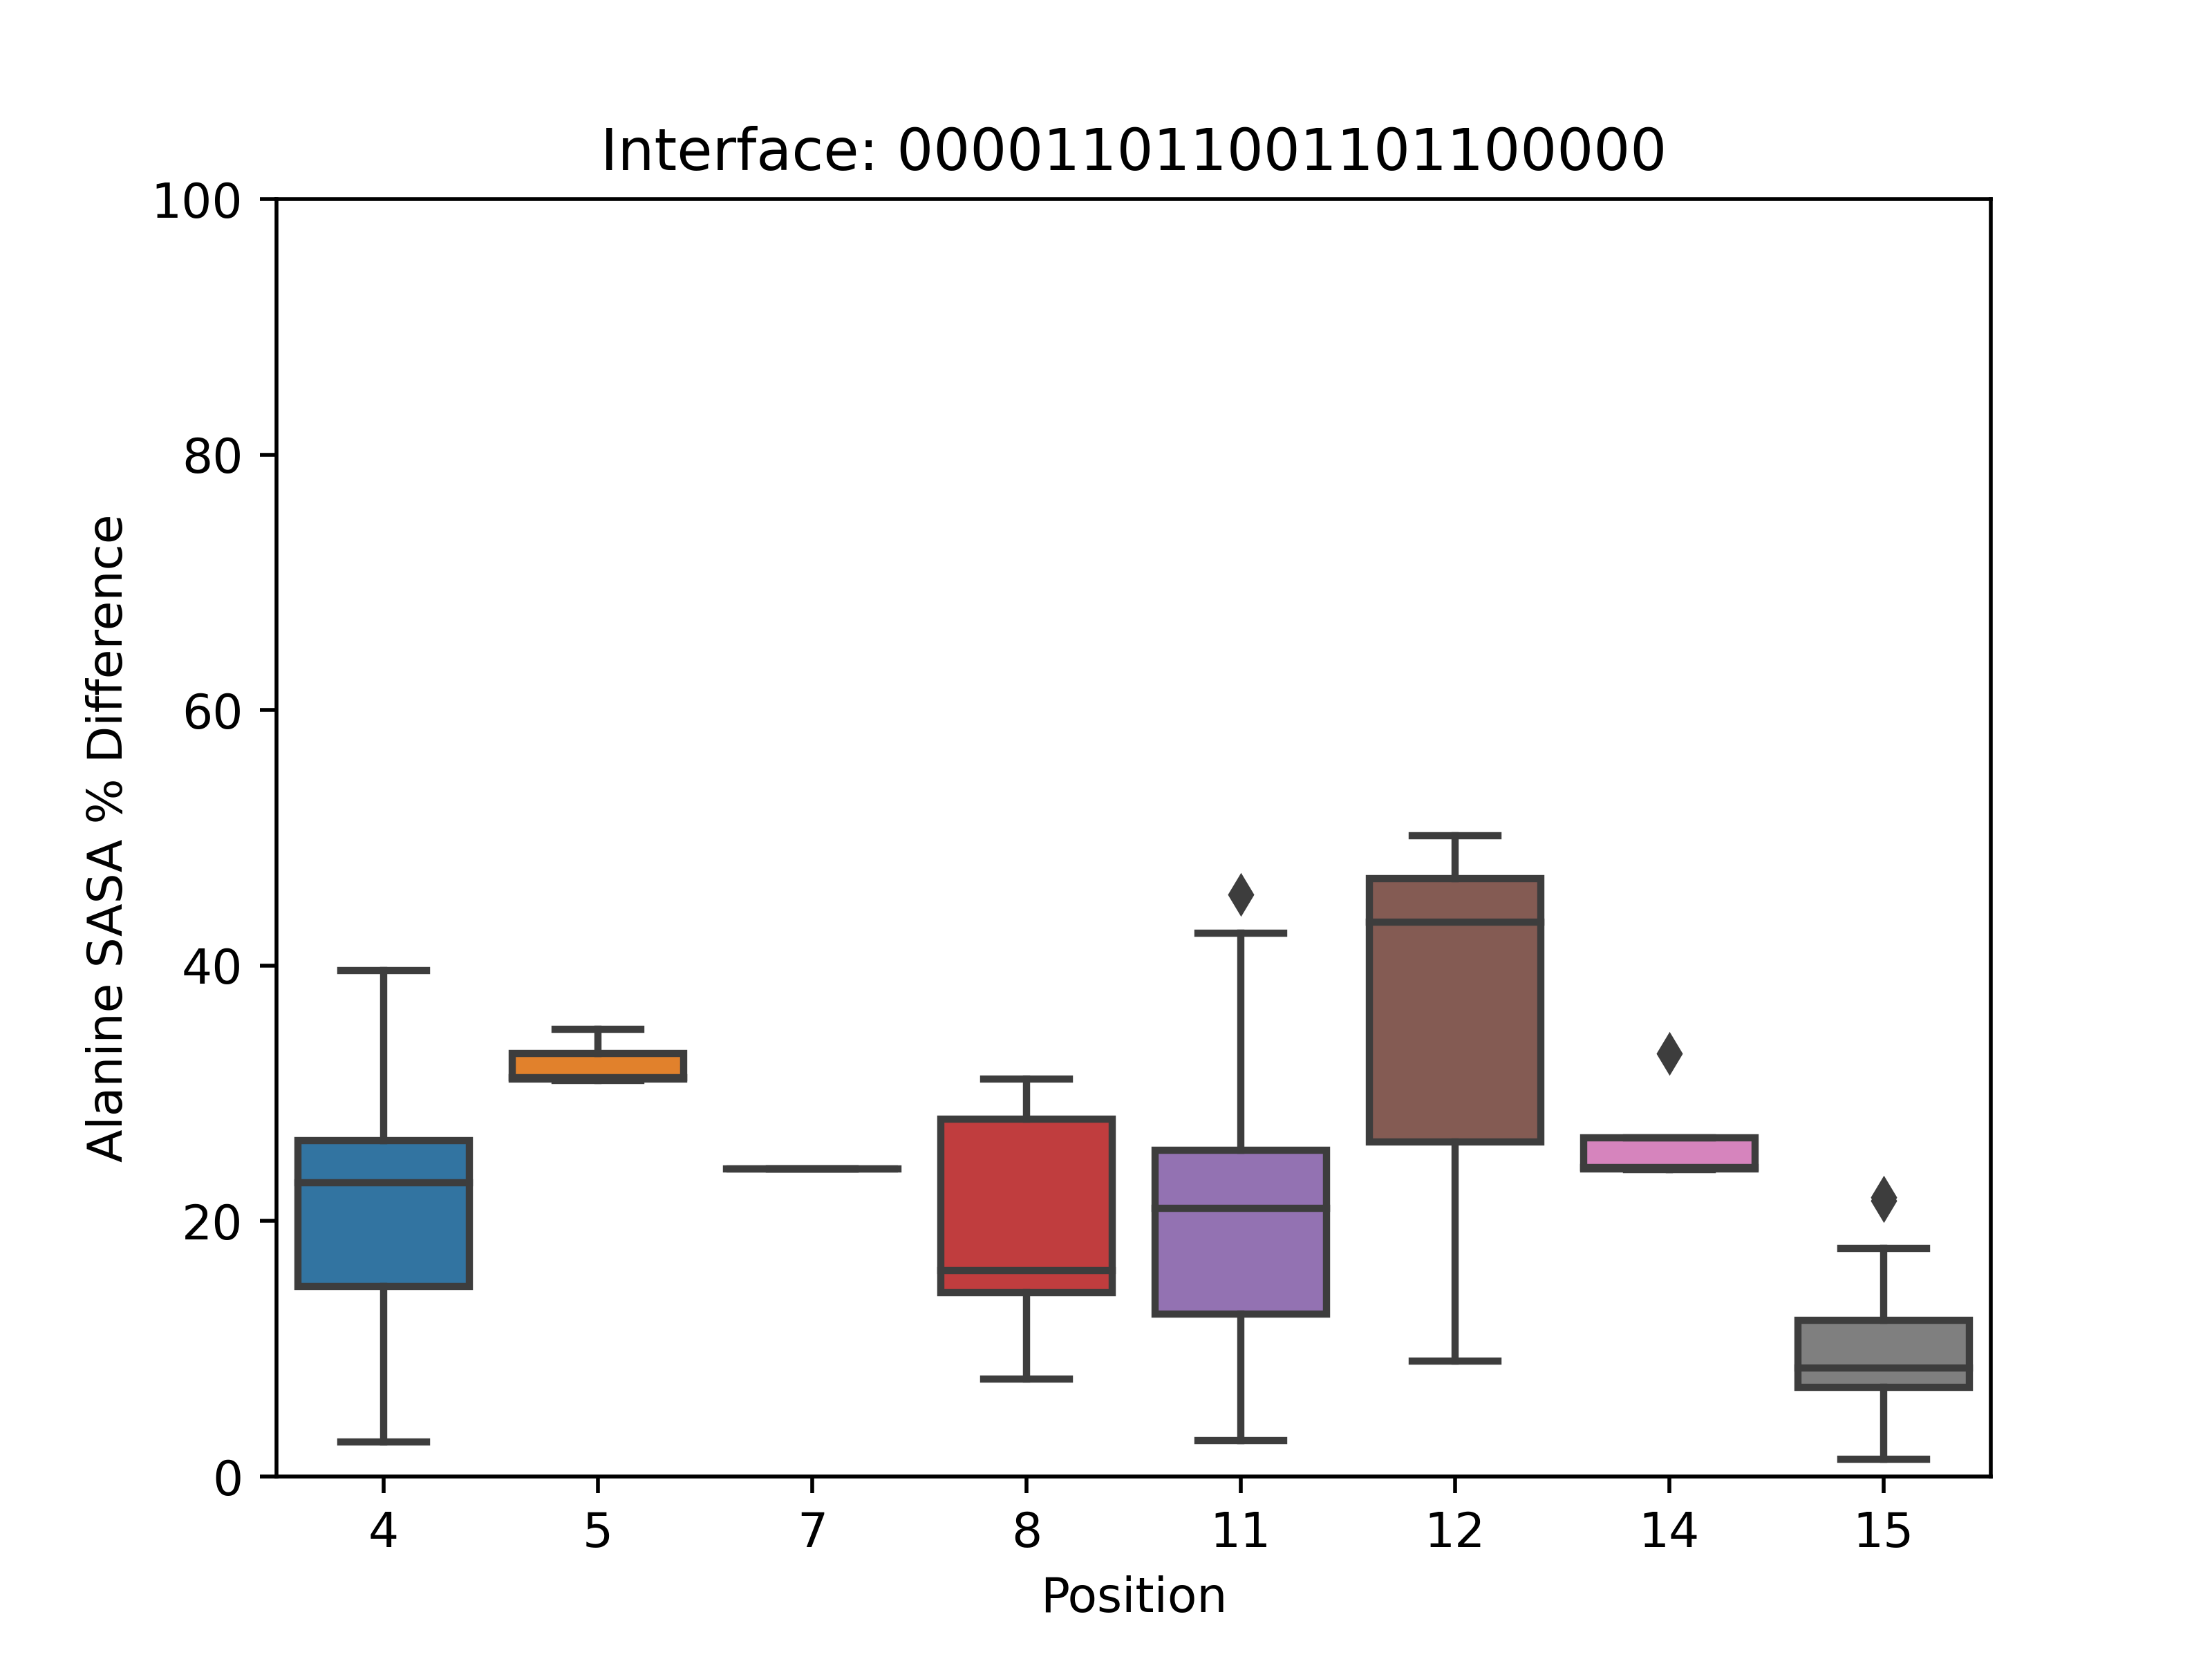 Interface: 000011011001101100000
100
80
60
40
20
0
Alanine SASA % Difference
4 5 7 8 11 12 14 15
Position